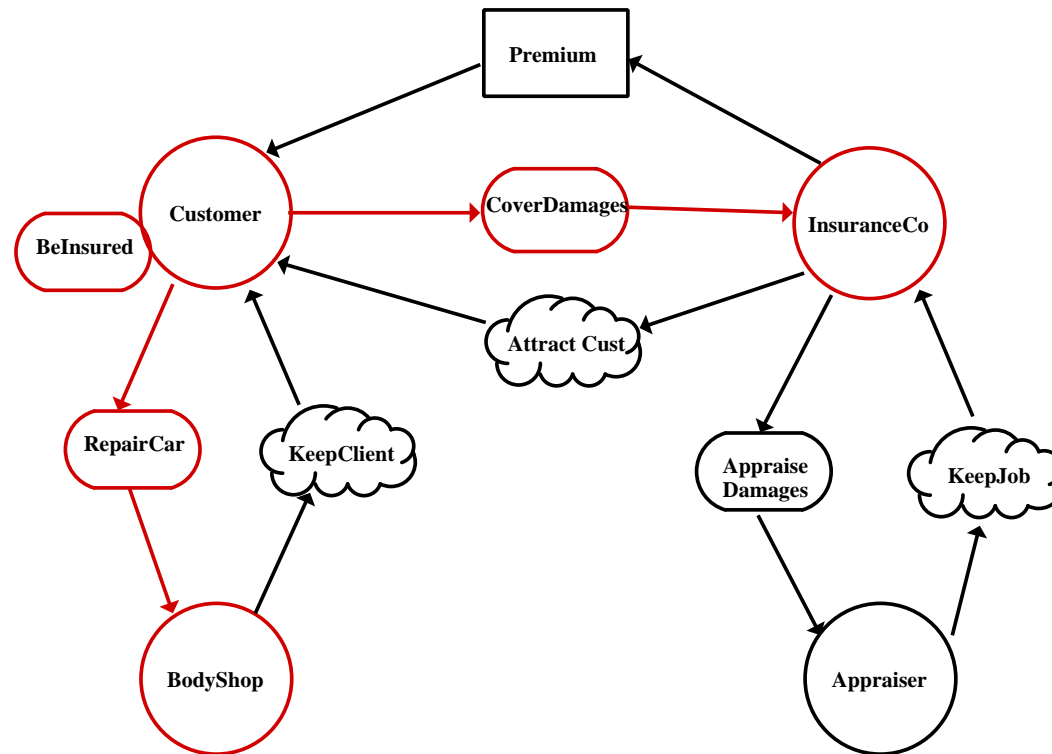 Premium
Customer
CoverDamages
InsuranceCo
BeInsured
Attract Cust
RepairCar
KeepClient
Appraise
Damages
KeepJob
BodyShop
Appraiser